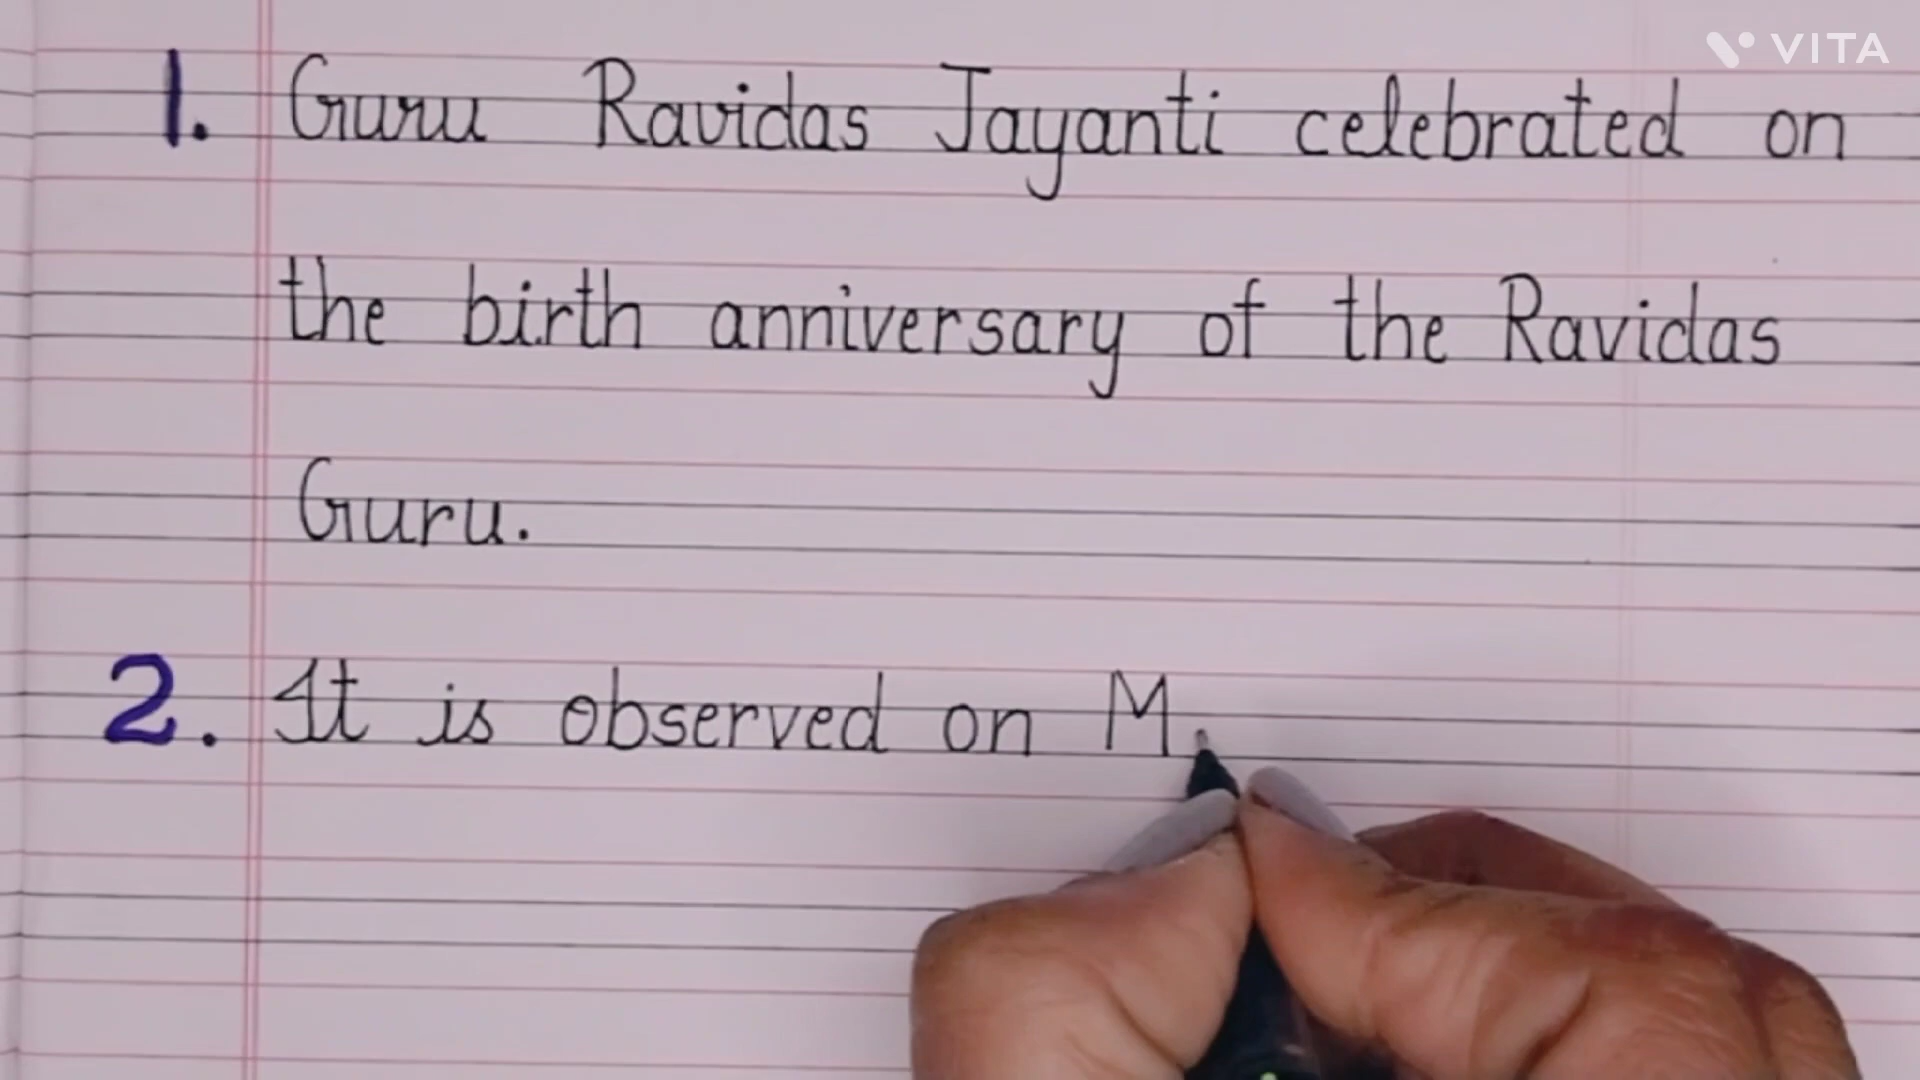 VITA
1. Guru Ravidas Jayanti celebrated on
the birth anniversary of the Ravidas
Guru.
2. It is observed on M